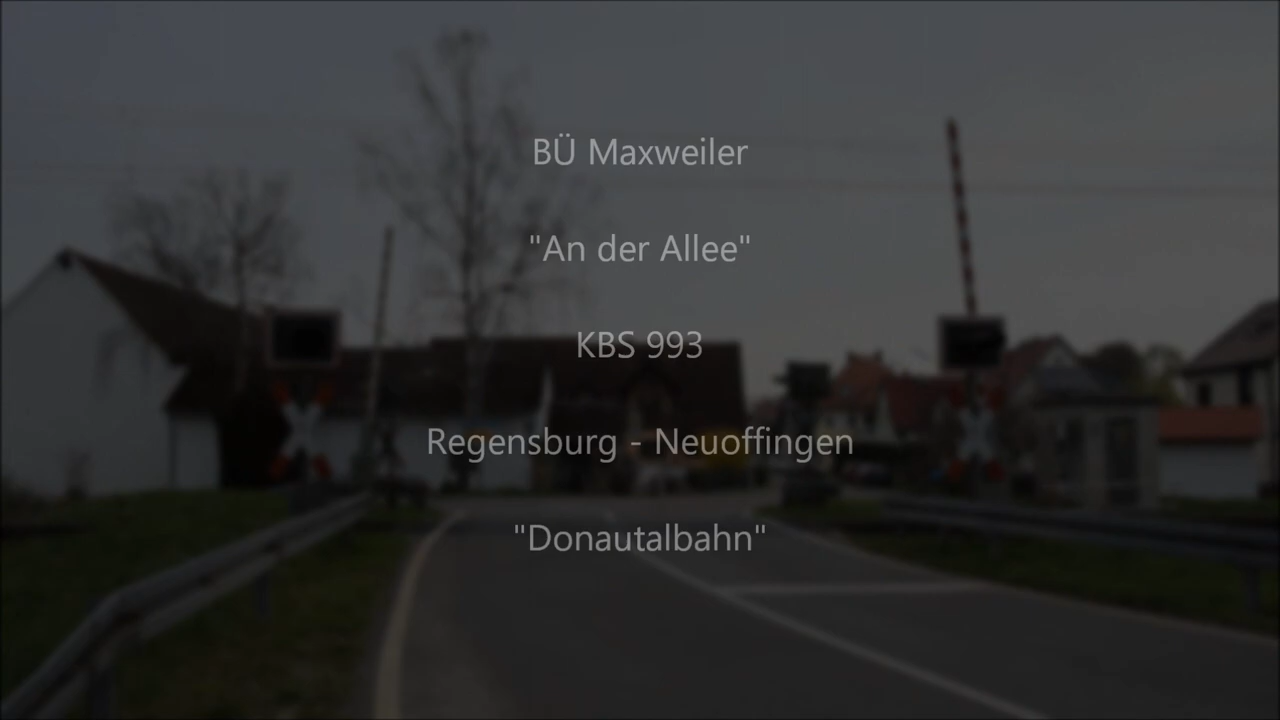 BÜ Maxweiler
"An der Allee"
KBS 993
Regensburg - Neuoffingen
"Donautalbahn"